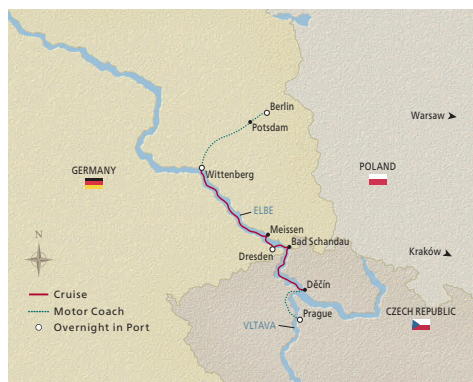 Berlin
Warsaw
Potsdam
GERMANY
Wittenberg
POLAND
ELBE
Meissen
N
Bad Schandau
Dresden
Kraków
Děčín
Cruise
Motor Coach
Prague
CZECH REPUBLIC
Overnight in Port
VLTAVA